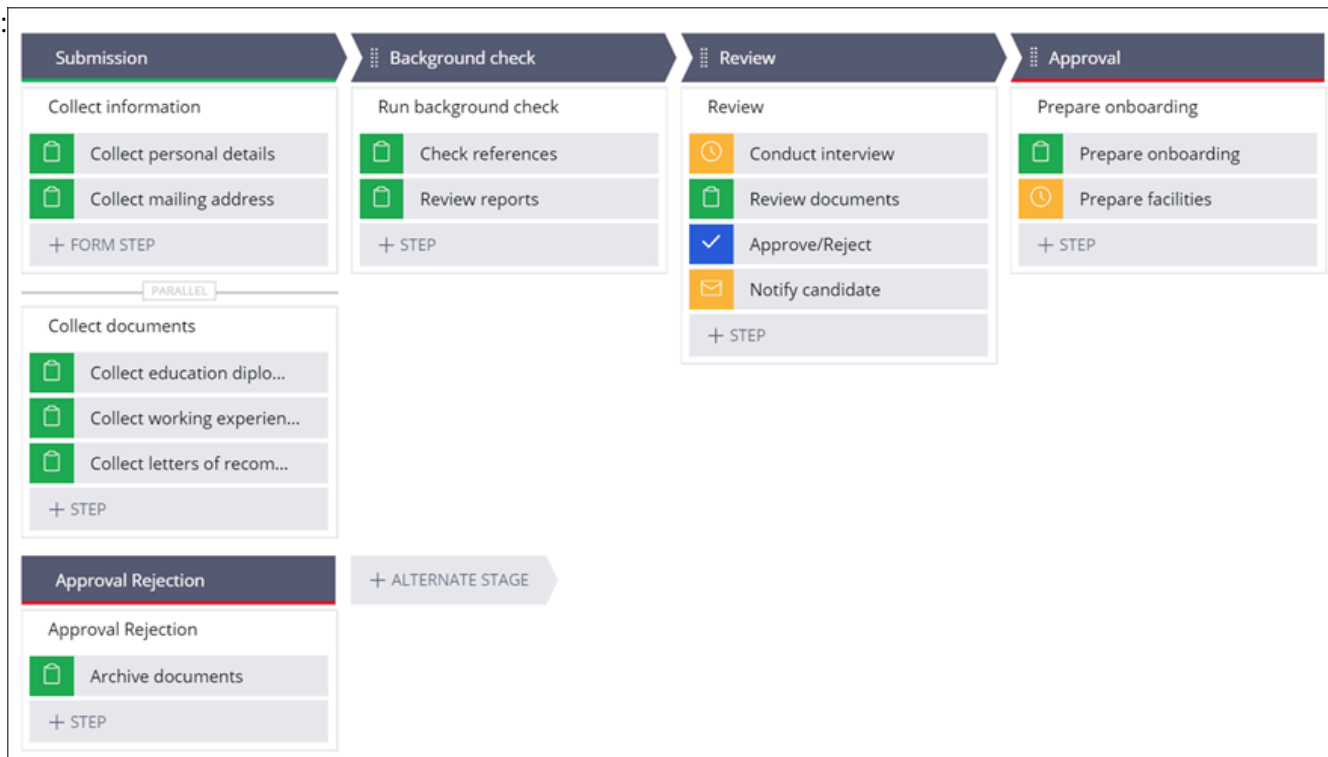 :
Submission
Background check
Review
Approval
Collect information
Collect personal details
Collect mailing address
+ FORM STEP
PARALLEL
Collect documents
Collect education diplo...
Collect working experien...
Collect letters of recom...
+ STEP
Run background check
Check references
Review reports
+ STEP
Review
Conduct interview
Review documents
Approve/Reject
Notify candidate
+ STEP
Prepare onboarding
Prepare onboarding
Prepare facilities
+ STEP
Approval Rejection
+ ALTERNATE STAGE
Approval Rejection
Archive documents
+ STEP